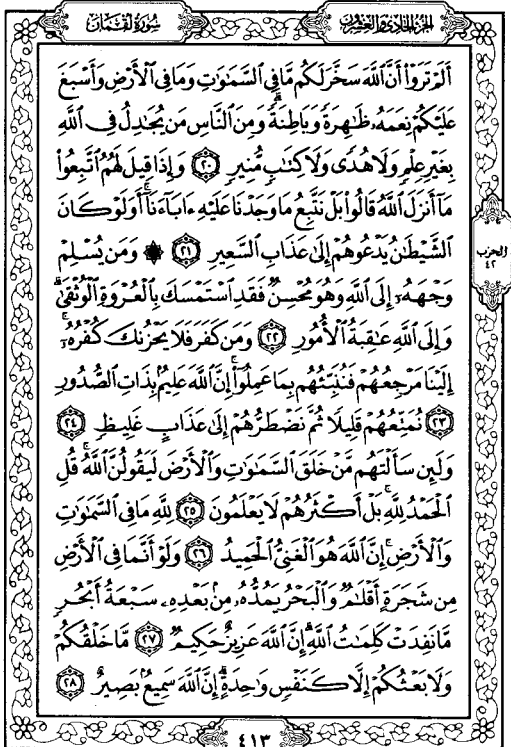 الجزء الحادي والعشرون
سورة لقمان
أَلَمْ تَرَوْا۟ أَنَّ ٱللَّهَ سَخَّرَ لَكُم مَّا فِى ٱلسَّمَٰوَٰتِ وَمَا فِى ٱلْأَرْضِ وَأَسْبَغَ
عَلَيْكُمْ نِعَمَهُۥ ظَٰهِرَةً وَبَاطِنَةً ۗ وَمِنَ ٱلنَّاسِ مَن يُجَٰدِلُ فِى ٱللَّهِ
بِغَيْرِ عِلْمٍ وَلَا هُدًى وَلَا كِتَٰبٍ مُّنِيرٍ ٢٠ وَإِذَا قِيلَ لَهُمُ ٱتَّبِعُوا۟
مَآ أَنزَلَ ٱللَّهُ قَالُوا۟ بَلْ نَتَّبِعُ مَا وَجَدْنَا عَلَيْهِ ءَابَآءَنَآ ۚ أَوَلَوْ كَانَ
ٱلشَّيْطَٰنُ يَدْعُوهُمْ إِلَىٰ عَذَابِ ٱلسَّعِيرِ ٢١ ۞ وَمَن يُسْلِمْ
وَجْهَهُۥٓ إِلَى ٱللَّهِ وَهُوَ مُحْسِنٌ فَقَدِ ٱسْتَمْسَكَ بِٱلْعُرْوَةِ ٱلْوُثْقَىٰ ۗ
وَإِلَى ٱللَّهِ عَٰقِبَةُ ٱلْأُمُورِ ٢٢ وَمَن كَفَرَ فَلَا يَحْزُنكَ كُفْرُهُۥٓ ۚ
إِلَيْنَا مَرْجِعُهُمْ فَنُنَبِّئُهُم بِمَا عَمِلُوٓا۟ ۚ إِنَّ ٱللَّهَ عَلِيمٌۢ بِذَاتِ ٱلصُّدُورِ
٢٣ نُمَتِّعُهُمْ قَلِيلًا ثُمَّ نَضْطَرُّهُمْ إِلَىٰ عَذَابٍ غَلِيظٍ ٢٤
وَلَئِن سَأَلْتَهُم مَّنْ خَلَقَ ٱلسَّمَٰوَٰتِ وَٱلْأَرْضَ لَيَقُولُنَّ ٱللَّهُ ۚ قُلِ
ٱلْحَمْدُ لِلَّهِ ۚ بَلْ أَكْثَرُهُمْ لَا يَعْلَمُونَ ٢٥ لِلَّهِ مَا فِى ٱلسَّمَٰوَٰتِ
وَٱلْأَرْضِ ۚ إِنَّ ٱللَّهَ هُوَ ٱلْغَنِىُّ ٱلْحَمِيدُ ٢٦ وَلَوْ أَنَّمَا فِى ٱلْأَرْضِ
مِن شَجَرَةٍ أَقْلَٰمٌ وَٱلْبَحْرُ يَمُدُّهُۥ مِنۢ بَعْدِهِۦ سَبْعَةُ أَبْحُرٍ
مَّا نَفِدَتْ كَلِمَٰتُ ٱللَّهِ ۗ إِنَّ ٱللَّهَ عَزِيزٌ حَكِيمٌ ٢٧ مَّا خَلْقُكُمْ
وَلَا بَعْثُكُمْ إِلَّا كَنَفْسٍ وَٰحِدَةٍ ۗ إِنَّ ٱللَّهَ سَمِيعٌۢ بَصِيرٌ ٢٨
الحزب
٤٢
٤١٣